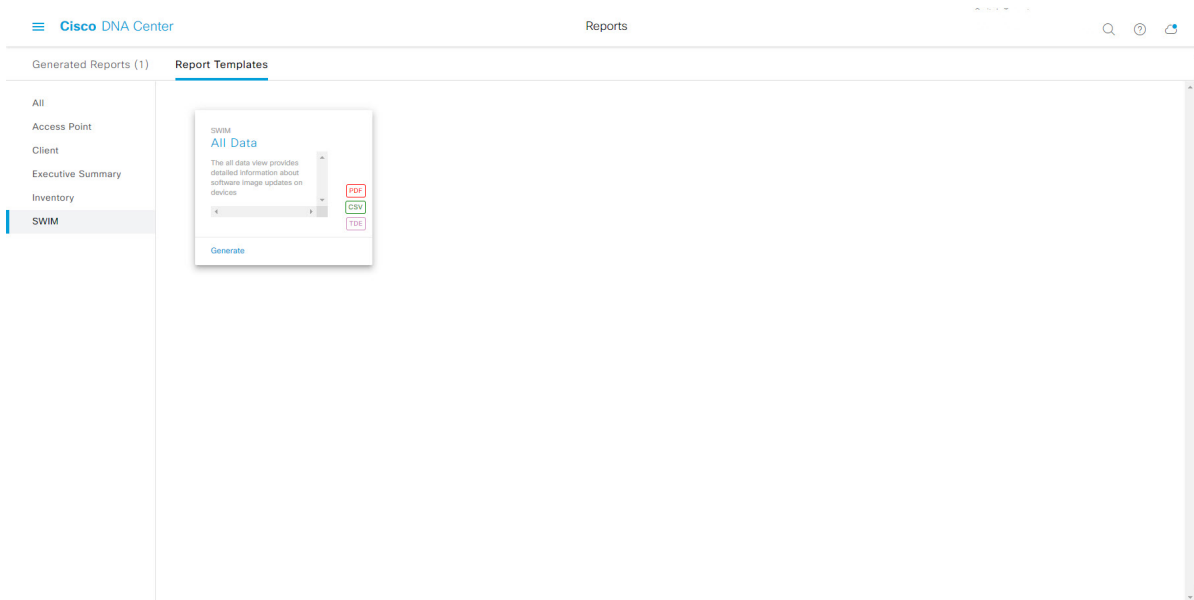 Cisco DNA Center
Reports
Generated Reports (1)
Report Templates
All
Access Point
Client
Executive Summary
Inventory
SWIM
SWIM
All Data
The all data view provides
detailed information about
software image updates on
devices
PDF
CSV
TDE
Generate